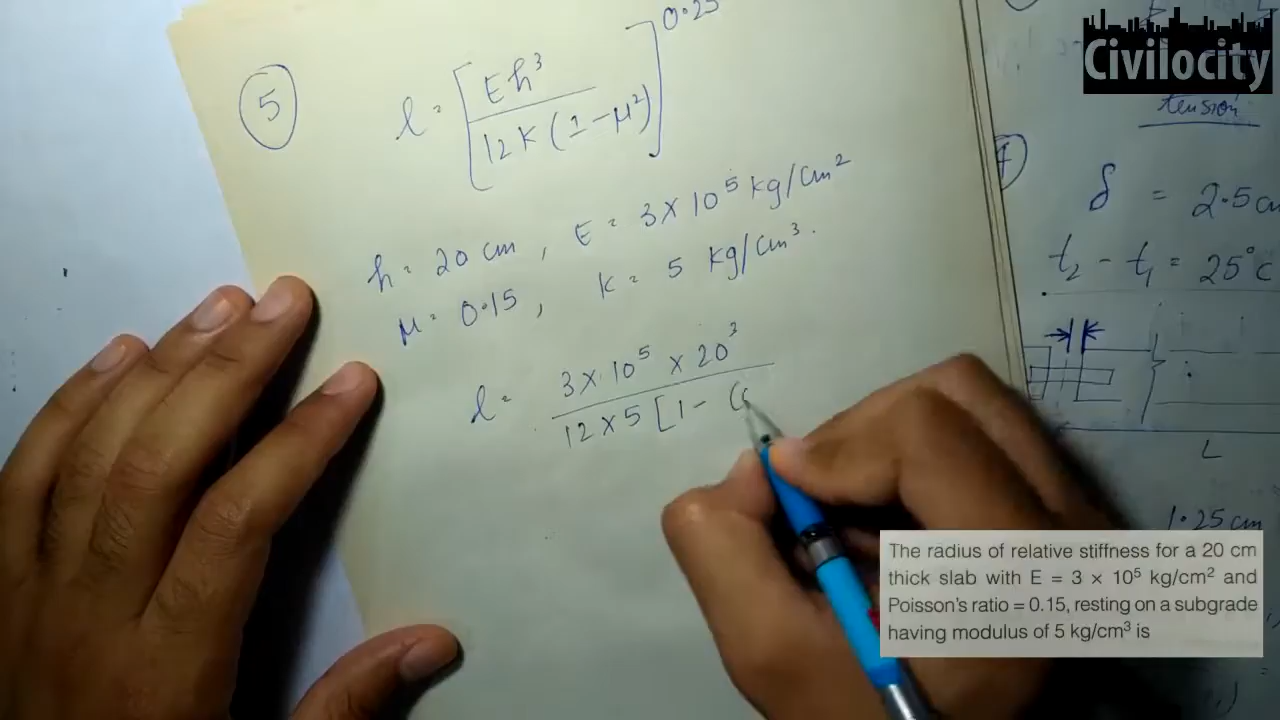 Civilocity
5
l = [ Eh³ / 12K (1 - μ²) ]^0.25
h = 20 cm , E = 3 × 10⁵ kg/cm²
μ = 0.15 , K = 5 kg/cm³.
l = 3 × 10⁵ × 20³
12 × 5 [ 1 - (
tension
δ = 2.5 cm
t₂ - t₁ = 25°c
L
1.25 cm
The radius of relative stiffness for a 20 cm
thick slab with E = 3 × 10⁵ kg/cm² and
Poisson's ratio = 0.15, resting on a subgrade
having modulus of 5 kg/cm³ is